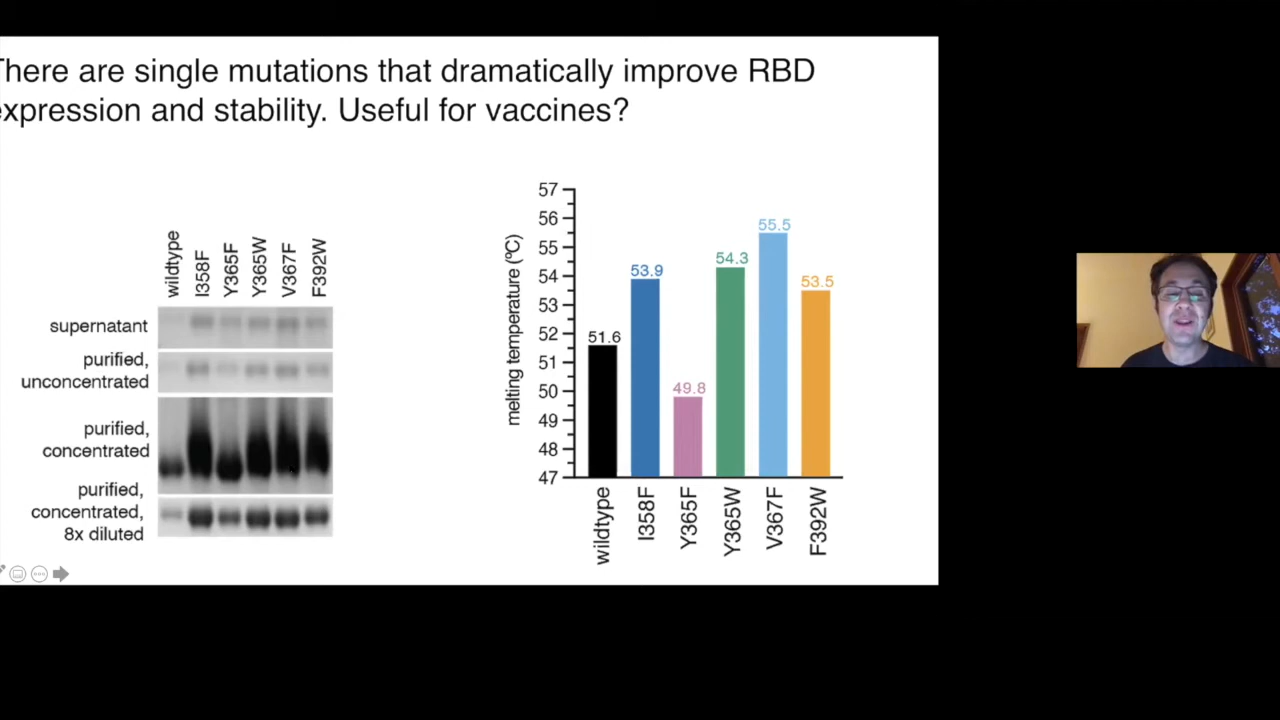 There are single mutations that dramatically improve RBD
expression and stability. Useful for vaccines?
wildtype
I358F
Y365F
Y365W
V367F
F392W
supernatant
purified,
unconcentrated
purified,
concentrated
purified,
concentrated,
8x diluted
melting temperature (ºC)
57
56
55
54
53
52
51
50
49
48
47
51.6
53.9
49.8
54.3
55.5
53.5
wildtype
I358F
Y365F
Y365W
V367F
F392W